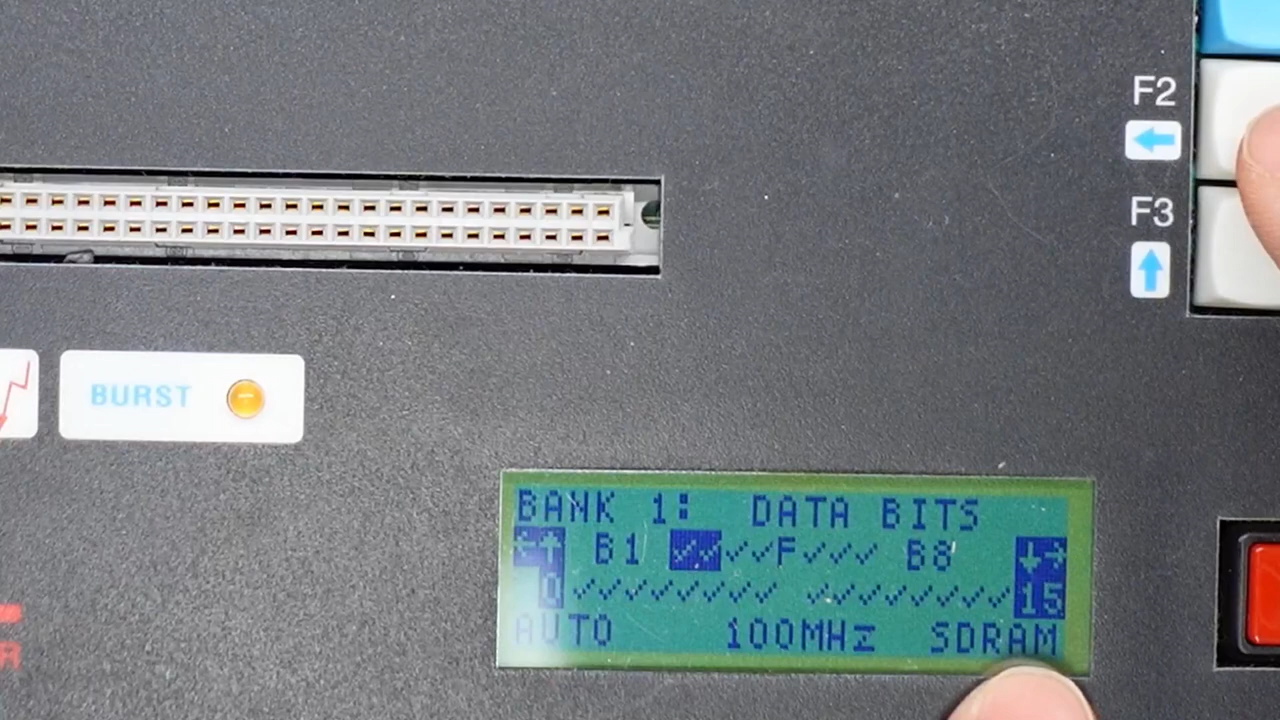 F2
F3
BURST
BANK 1: DATA BITS
←↑ B1 ✓✓✓✓F✓✓✓ B8 ↓→
0 ✓✓✓✓✓✓✓✓ ✓✓✓✓✓✓✓✓ 15
AUTO 100MHZ SDRAM
R